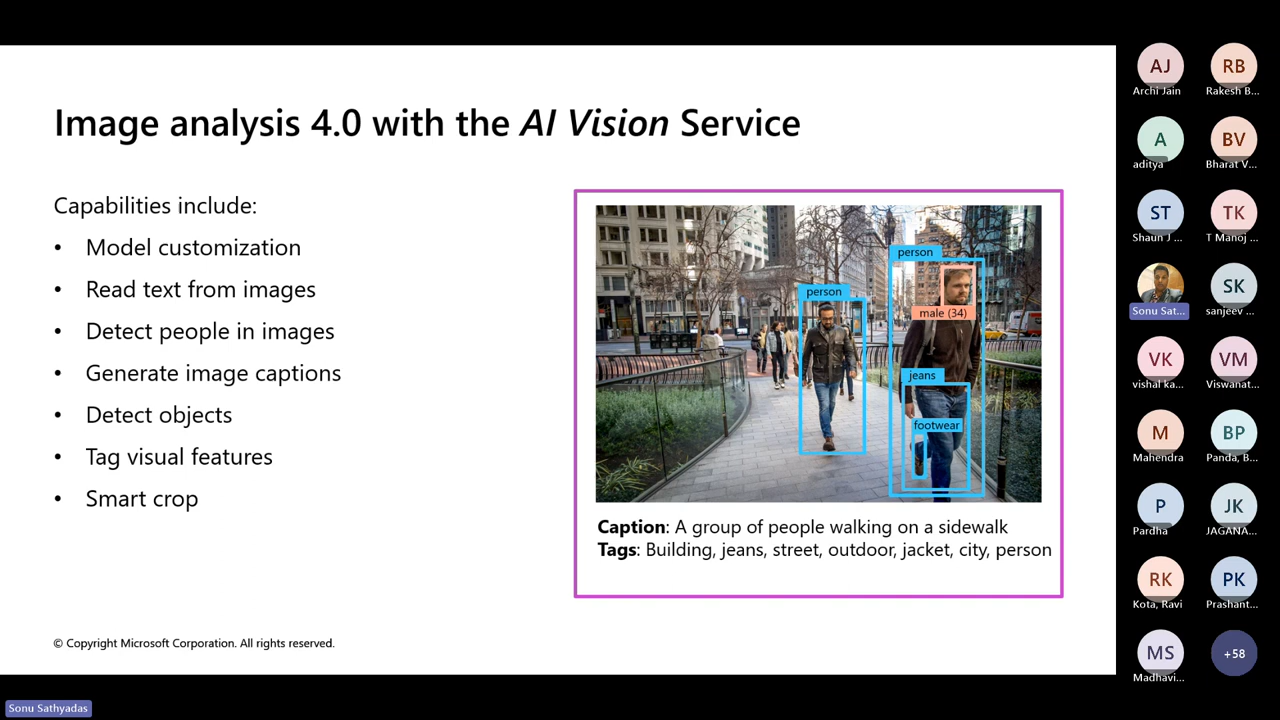 Image analysis 4.0 with the AI Vision Service
Capabilities include:
• Model customization
• Read text from images
• Detect people in images
• Generate image captions
• Detect objects
• Tag visual features
• Smart crop
person
person
male (34)
jeans
footwear
Caption: A group of people walking on a sidewalk
Tags: Building, jeans, street, outdoor, jacket, city, person
© Copyright Microsoft Corporation. All rights reserved.
AJ
Archi Jain
RB
Rakesh B...
A
aditya
BV
Bharat V...
ST
Shaun J ...
TK
T Manoj ...
Sonu Sat...
SK
sanjeev ...
VK
vishal ka...
VM
Viswanat...
M
Mahendra
BP
Panda, B...
P
Pardha
JK
JAGANA...
RK
Kota, Ravi
PK
Prashant...
MS
Madhavi...
+58
Sonu Sathyadas